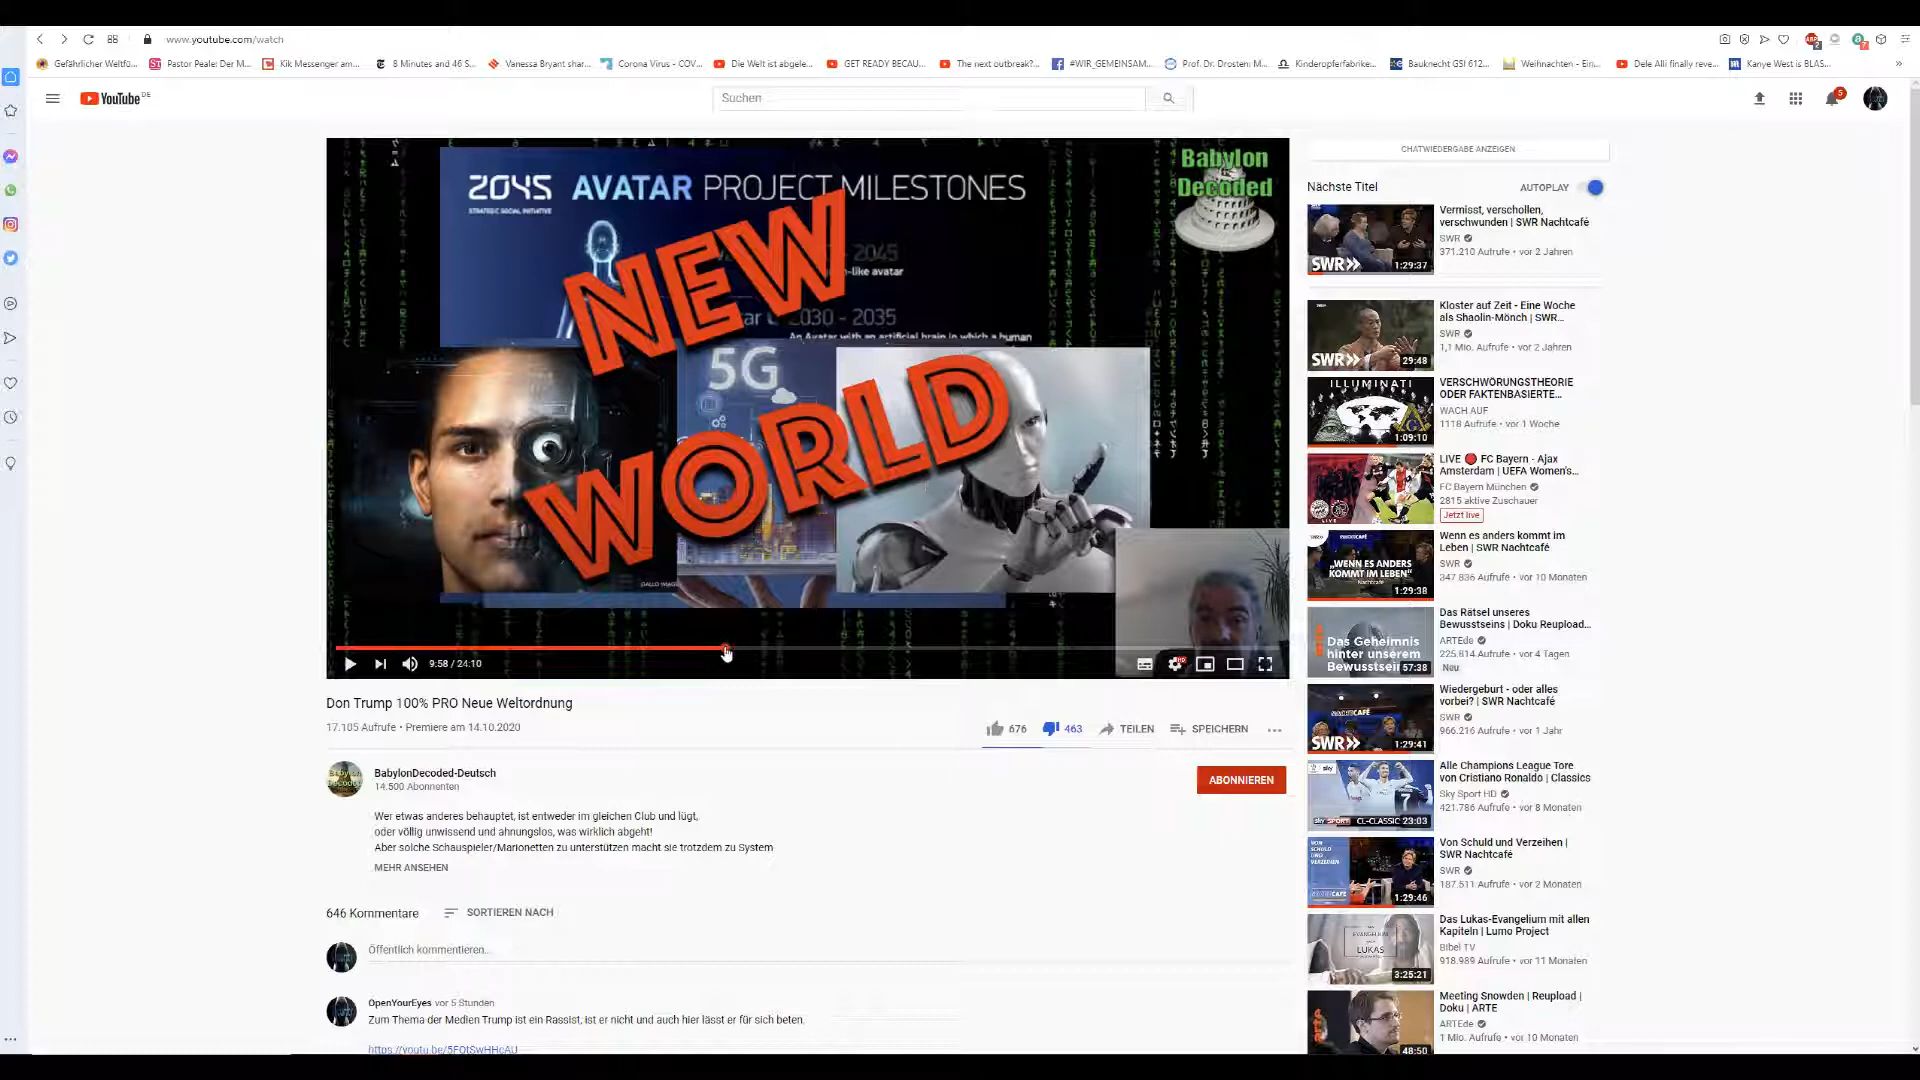 www.youtube.com/watch
Gefährlicher Weltfo...
Pastor Peale: Der M...
Kik Messenger am...
8 Minutes and 46 S...
Vanessa Bryant shar...
Corona Virus - COV...
Die Welt ist abgele...
GET READY BECAU...
The next outbreak?...
#WIR_GEMEINSAM...
Prof. Dr. Drosten: M...
Kinderopferfabrike...
Bauknecht GSI 612...
Weihnachten - Ein...
Dele Alli finally reve...
Kanye West is BLAS...
YouTube DE
Suchen
5
2045 AVATAR PROJECT MILESTONES
STRATEGIC SOCIAL INITIATIVE
Babylon
Decoded
2045
-like avatar
2030 - 2035
An Avatar with an artificial brain in which a human
NEW
WORLD
5G
9:58 / 24:10
Don Trump 100% PRO Neue Weltordnung
17.105 Aufrufe • Premiere am 14.10.2020
676
463
TEILEN
SPEICHERN
BabylonDecoded-Deutsch
14.500 Abonnenten
ABONNIEREN
Wer etwas anderes behauptet, ist entweder im gleichen Club und lügt,
oder völlig unwissend und ahnungslos, was wirklich abgeht!
Aber solche Schauspieler/Marionetten zu unterstützen macht sie trotzdem zu System
MEHR ANSEHEN
646 Kommentare
SORTIEREN NACH
Öffentlich kommentieren...
OpenYourEyes vor 5 Stunden
Zum Thema der Medien Trump ist ein Rassist, ist er nicht und auch hier lässt er für sich beten.
https://youtu.be/5FQtSwHHcAU
CHATWIEDERGABE ANZEIGEN
Nächste Titel
AUTOPLAY
SWR»
1:29:37
Vermisst, verschollen,
verschwunden | SWR Nachtcafé
SWR
371.210 Aufrufe • vor 2 Jahren
SWR»
29:48
Kloster auf Zeit - Eine Woche
als Shaolin-Mönch | SWR...
SWR
1,1 Mio. Aufrufe • vor 2 Jahren
ILLUMINATI
1:09:10
VERSCHWÖRUNGSTHEORIE
ODER FAKTENBASIERTE...
WACH AUF
1118 Aufrufe • vor 1 Woche
LIVE
LIVE 🔴 FC Bayern - Ajax
Amsterdam | UEFA Women's...
FC Bayern München
2815 aktive Zuschauer
Jetzt live
„WENN ES ANDERS
KOMMT IM LEBEN"
1:29:38
Wenn es anders kommt im
Leben | SWR Nachtcafé
SWR
347.836 Aufrufe • vor 10 Monaten
Das Geheimnis
hinter unserem
Bewusstsein
57:38
Das Rätsel unseres
Bewusstseins | Doku Reupload...
ARTEde
225.614 Aufrufe • vor 4 Tagen
Neu
SWR»
1:29:41
Wiedergeburt - oder alles
vorbei? | SWR Nachtcafé
SWR
966.216 Aufrufe • vor 1 Jahr
sky
sky SPORT
CL-CLASSIC
23:03
Alle Champions League Tore
von Cristiano Ronaldo | Classics
Sky Sport HD
421.786 Aufrufe • vor 8 Monaten
VON
SCHULD
UND
VERZEIHEN
1:29:46
Von Schuld und Verzeihen |
SWR Nachtcafé
SWR
187.511 Aufrufe • vor 2 Monaten
EVANGELIUM
LUKAS
3:25:21
Das Lukas-Evangelium mit allen
Kapiteln | Lumo Project
Bibel TV
918.989 Aufrufe • vor 11 Monaten
48:50
Meeting Snowden | Reupload |
Doku | ARTE
ARTEde
1 Mio. Aufrufe • vor 10 Monaten